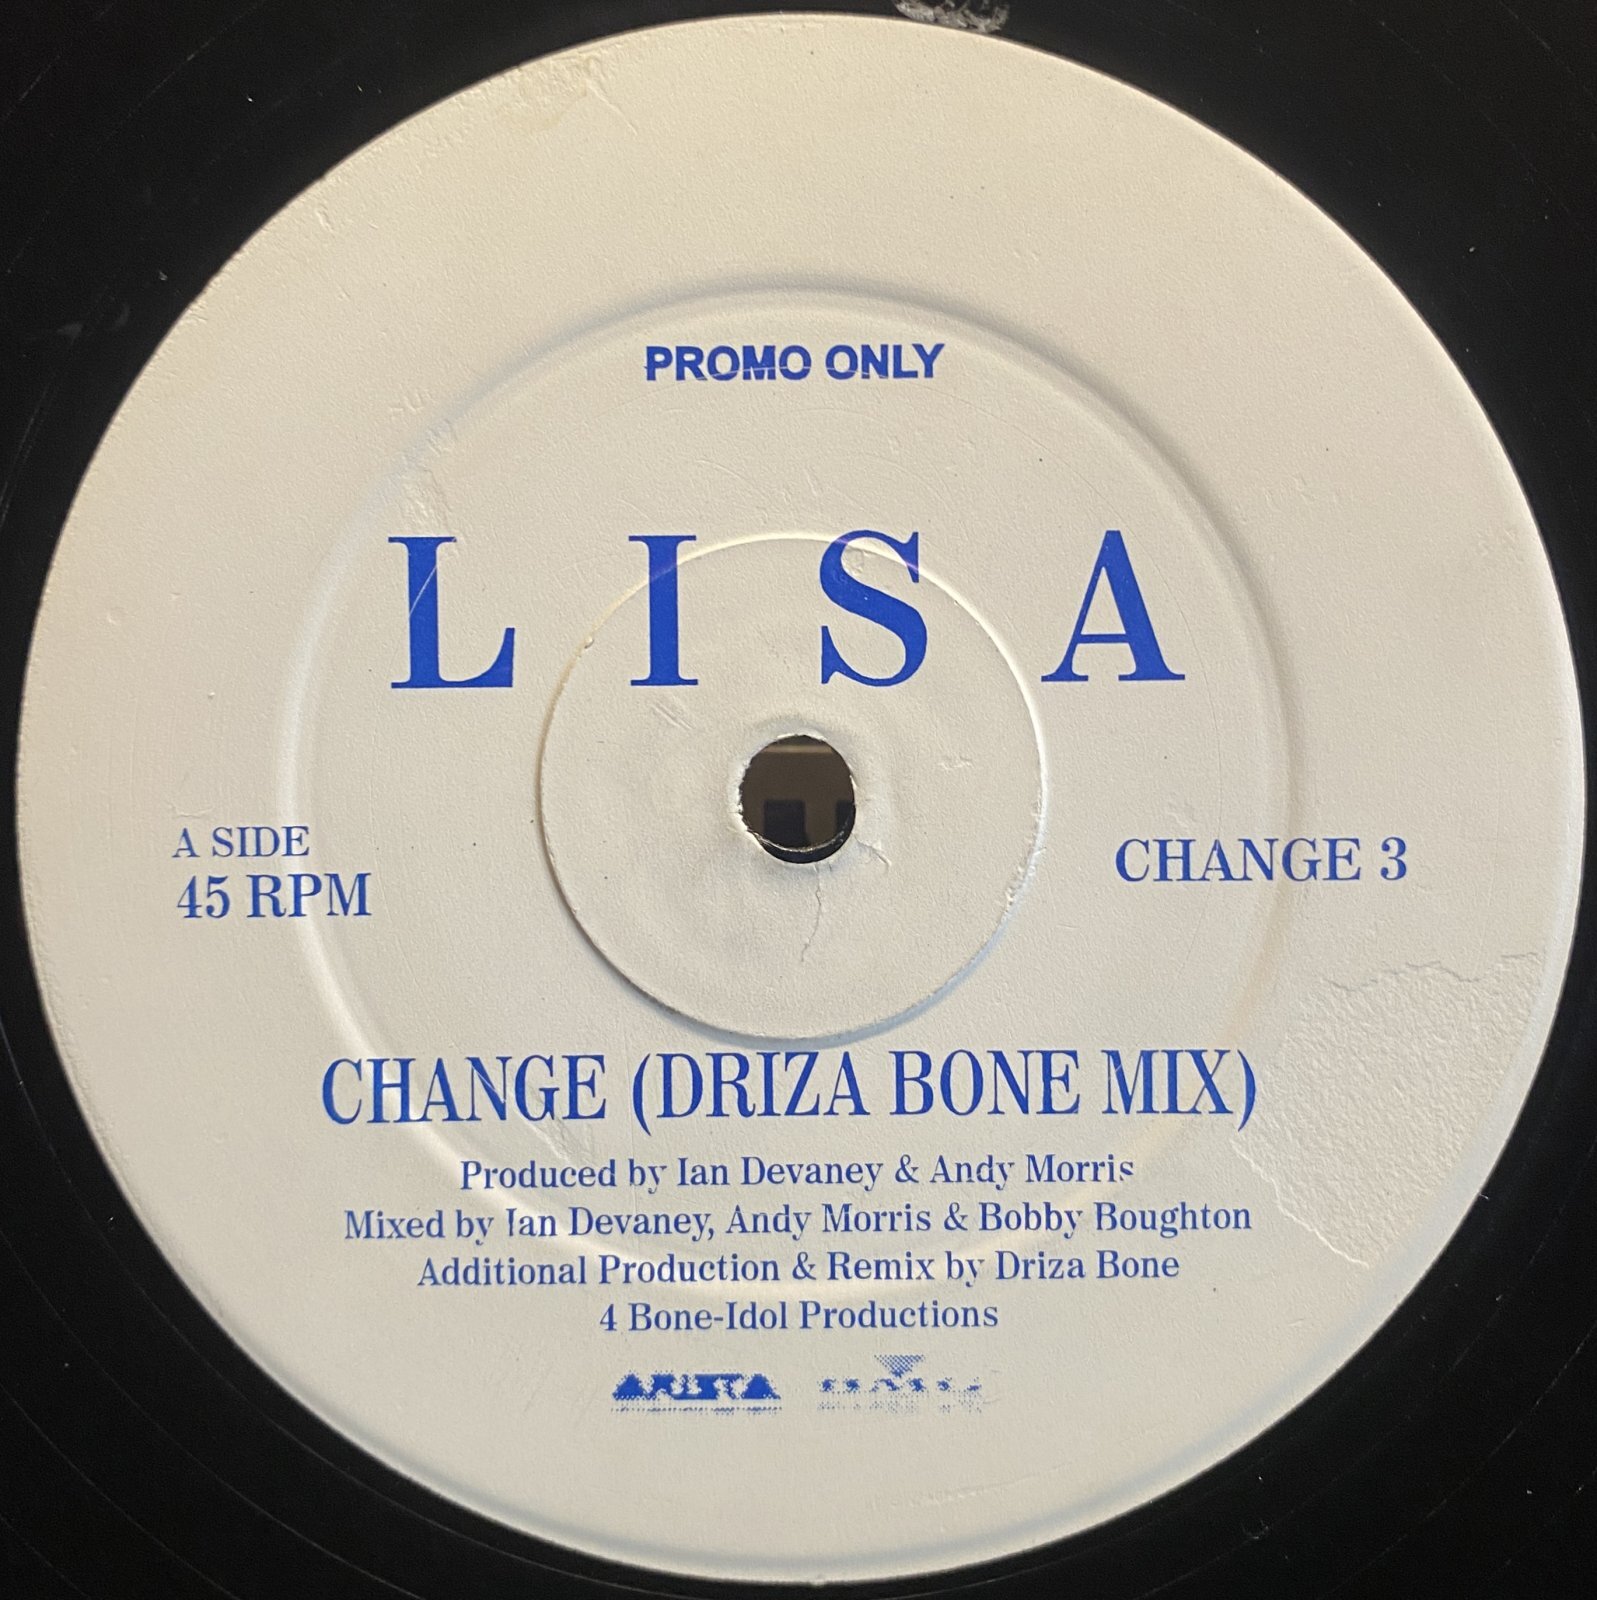 PROMO ONLY
LISA
A SIDE
45 RPM
CHANGE 3
CHANGE (DRIZA BONE MIX)
Produced by Ian Devaney & Andy Morris
Mixed by Ian Devaney, Andy Morris & Bobby Boughton
Additional Production & Remix by Driza Bone
4 Bone-Idol Productions
ARISTA